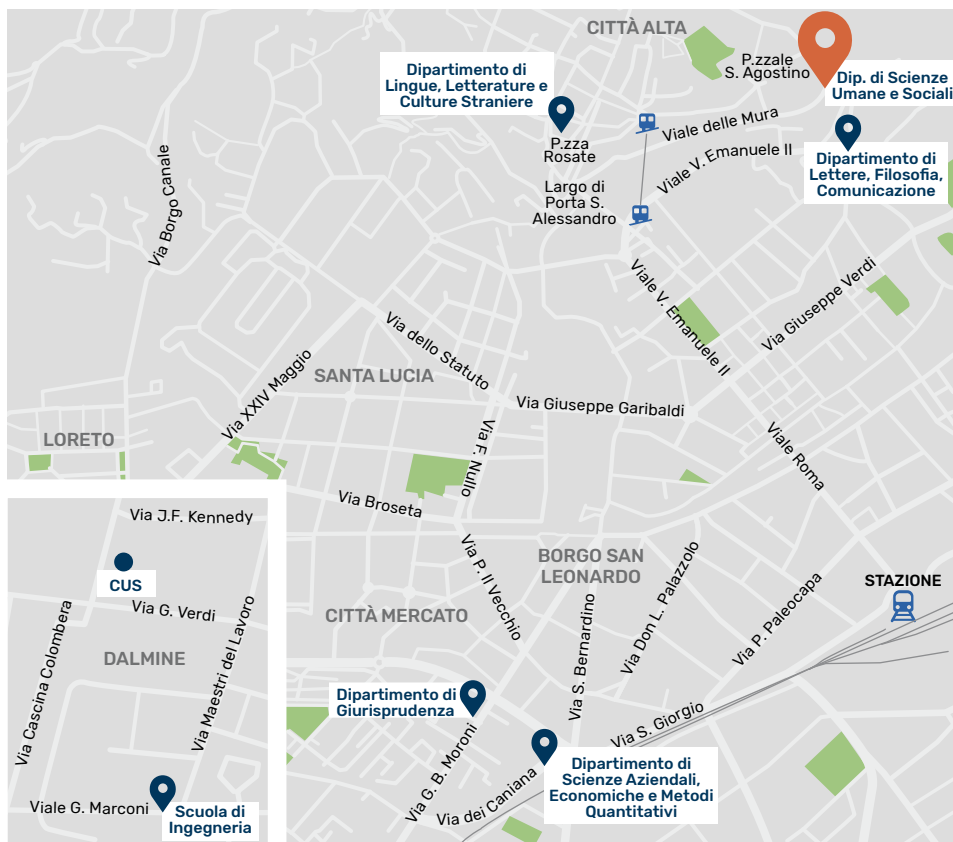 CITTÀ ALTA
P.zzale
S. Agostino
Dip. di Scienze
Umane e Sociali
Dipartimento di
Lingue, Letterature e
Culture Straniere
P.zza
Rosate
Viale delle Mura
Viale V. Emanuele II
Dipartimento di
Lettere, Filosofia,
Comunicazione
Largo di
Porta S.
Alessandro
Via Borgo Canale
Viale V. Emanuele II
Via Giuseppe Verdi
Via dello Statuto
Via XXIV Maggio
SANTA LUCIA
Via Giuseppe Garibaldi
LORETO
Via F. Nullo
Viale Roma
Via Broseta
Via P. Il Vecchio
BORGO SAN
LEONARDO
Via Don L. Palazzolo
Via P. Paleocapa
STAZIONE
CITTÀ MERCATO
Via S. Bernardino
Dipartimento di
Giurisprudenza
Via S. Giorgio
Via G. B. Moroni
Via dei Caniana
Dipartimento di
Scienze Aziendali,
Economiche e Metodi
Quantitativi
Via J.F. Kennedy
CUS
Via G. Verdi
DALMINE
Via Cascina Colombera
Via Maestri del Lavoro
Viale G. Marconi
Scuola di
Ingegneria